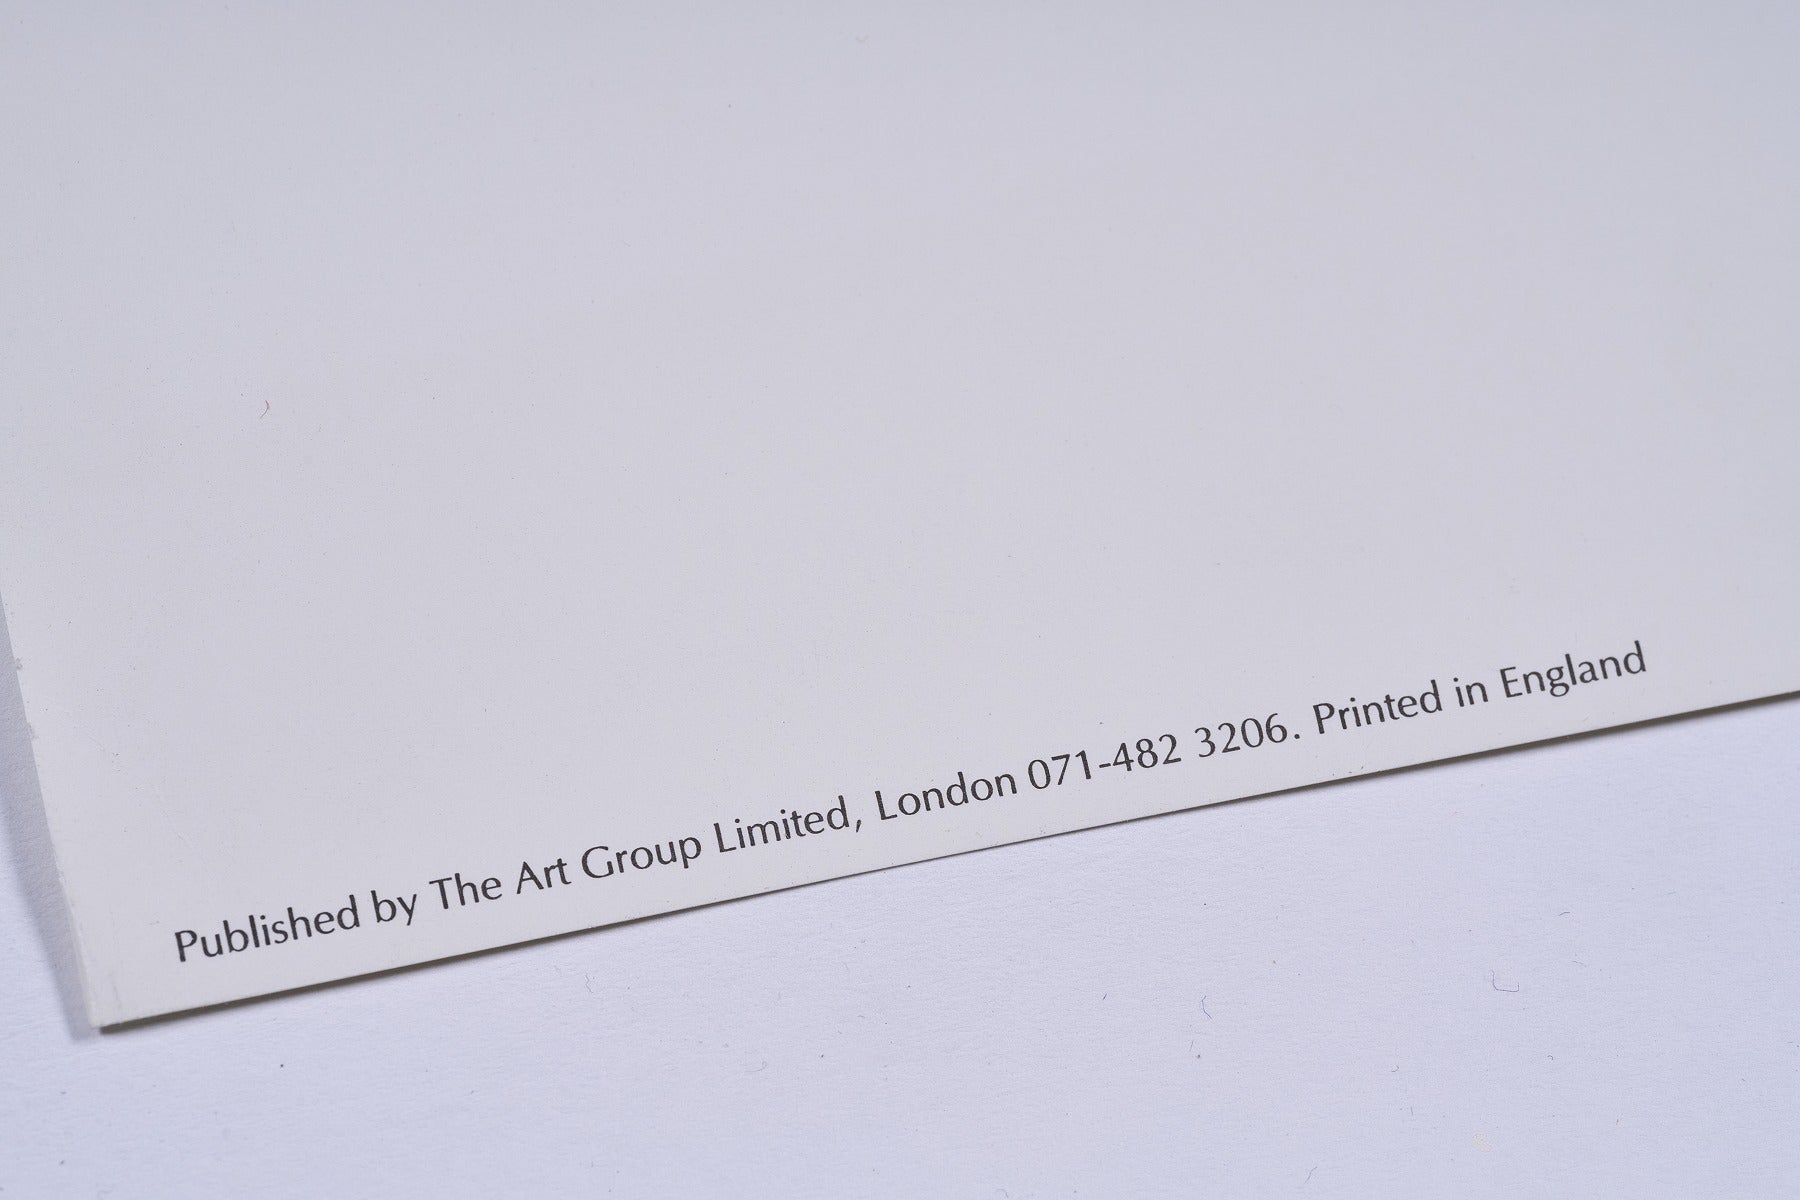 Published by The Art Group Limited, London 071-482 3206. Printed in England